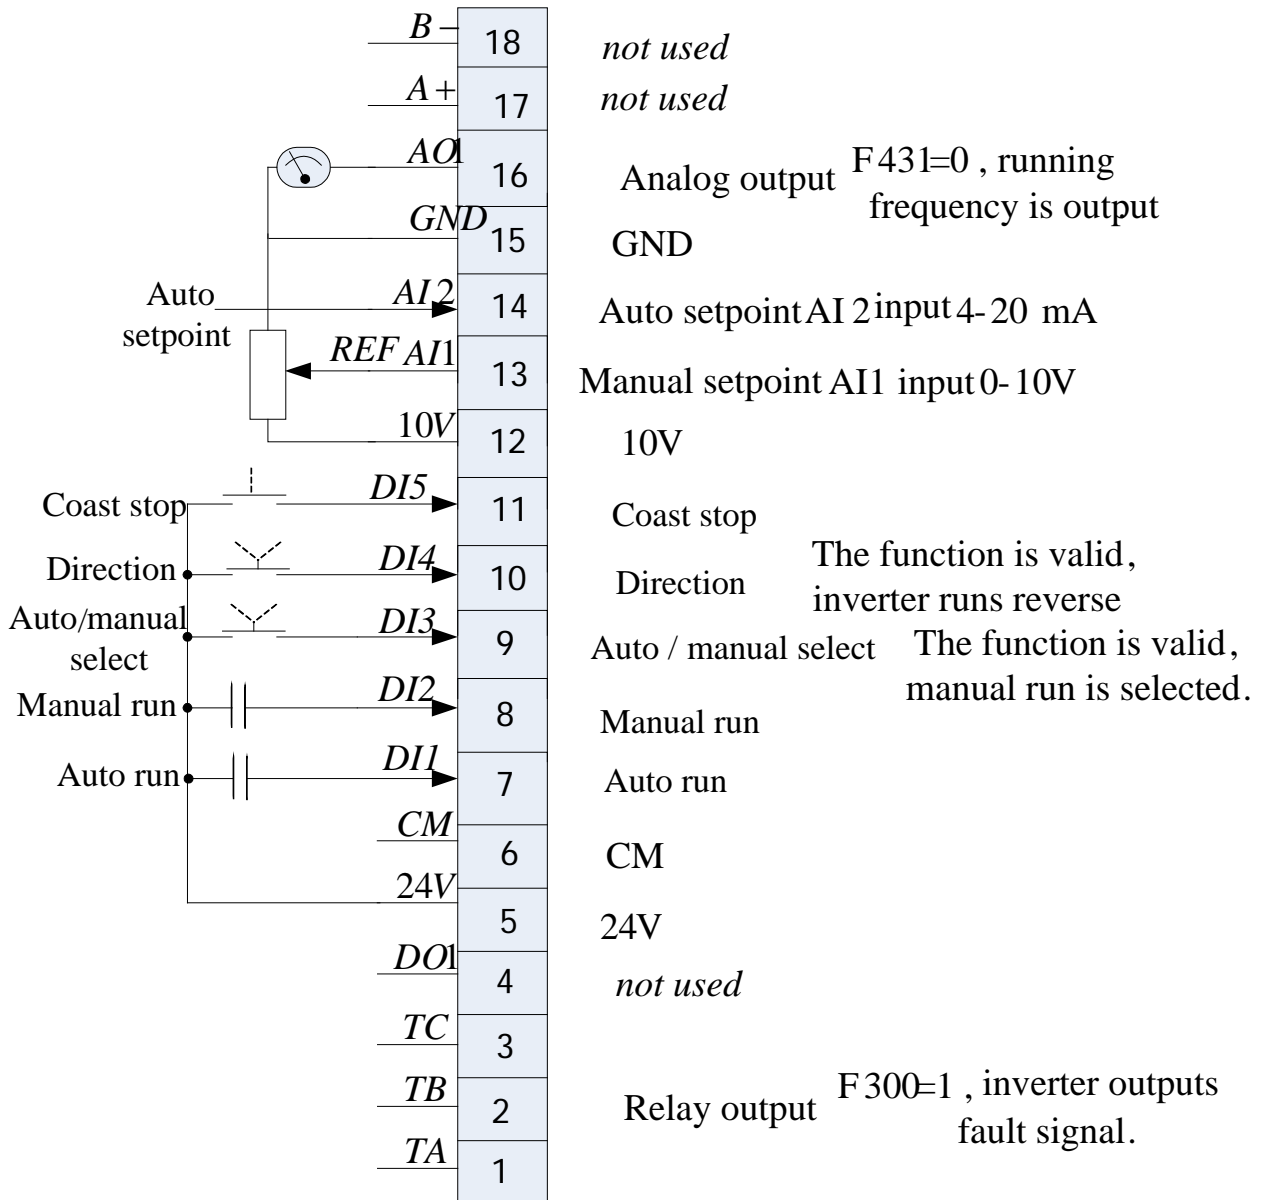 B − 18 not used
A + 17 not used
AO1 16 Analog output F431=0 , running
frequency is output
GND 15 GND
Auto
setpoint
AI 2 14 Auto setpoint AI 2 input 4-20 mA
REF AI1 13 Manual setpoint AI1 input 0-10V
10V 12 10V
Coast stop DI5 11 Coast stop
Direction DI4 10 Direction The function is valid,
inverter runs reverse
Auto/manual
select
DI3 9 Auto / manual select The function is valid,
manual run is selected.
Manual run DI2 8 Manual run
Auto run DI1 7 Auto run
CM 6 CM
24V 5 24V
DO1 4 not used
TC 3
TB 2 Relay output F300=1 , inverter outputs
fault signal.
TA 1